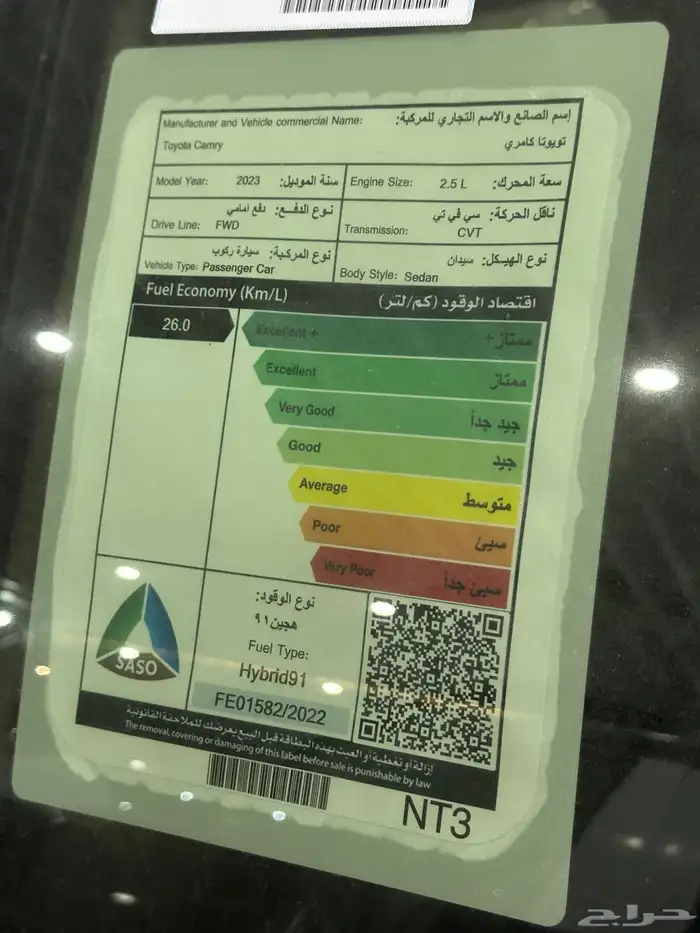 Manufacturer and Vehicle commercial Name: إسم الصانع والاسم التجاري للمركبة:
Toyota Camry تويوتا كامري
Model Year: 2023 سنة الموديل: Engine Size: 2.5 L سعة المحرك:
نوع الدفع: دفع أمامي ناقل الحركة: سي في تي
Drive Line: FWD Transmission: CVT
نوع المركبة: سيارة ركوب نوع الهيكل: سيدان
Vehicle Type: Passenger Car Body Style: Sedan
Fuel Economy (Km/L) اقتصاد الوقود (كم/لتر)
26.0 Excellent + ممتاز+
Excellent ممتاز
Very Good جيد جداً
Good جيد
Average متوسط
Poor سيئ
Very Poor سيئ جداً
نوع الوقود:
هجين ٩١
Fuel Type:
Hybrid91
SASO
FE01582/2022
إزالة أو تغطية أو العبث بهذه البطاقة قبل البيع يعرضك للملاحقة القانونية
The removal, covering or damaging of this label before sale is punishable by law
NT3
حراج